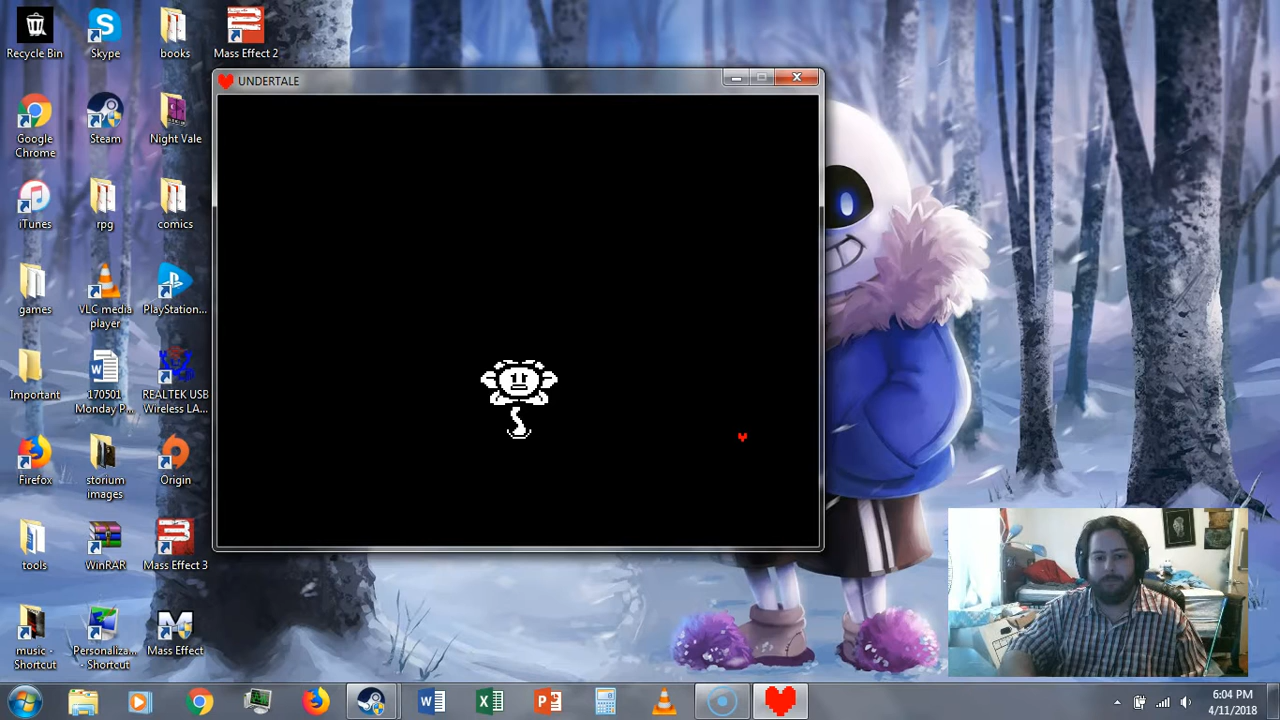 Recycle Bin
Skype
books
Mass Effect 2
UNDERTALE
Google
Chrome
Steam
Night Vale
iTunes
rpg
comics
games
VLC media
player
PlayStation...
Important
170501
Monday P...
REALTEK USB
Wireless LA...
Firefox
storium
images
Origin
tools
WinRAR
Mass Effect 3
music -
Shortcut
Personaliza...
- Shortcut
Mass Effect
6:04 PM
4/11/2018